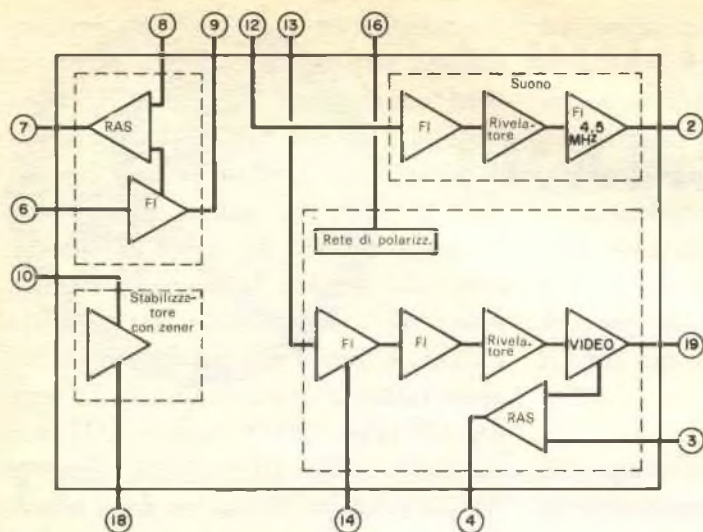 8
9
12
13
16
Suono
7
RAS
FI
Rivela-
tore
FI
4,5
MHz
2
6
FI
Rete di polarizz.
10
Stabilizza-
tore
con zener
FI
FI
Rivela-
tore
VIDEO
19
RAS
3
18
14
4